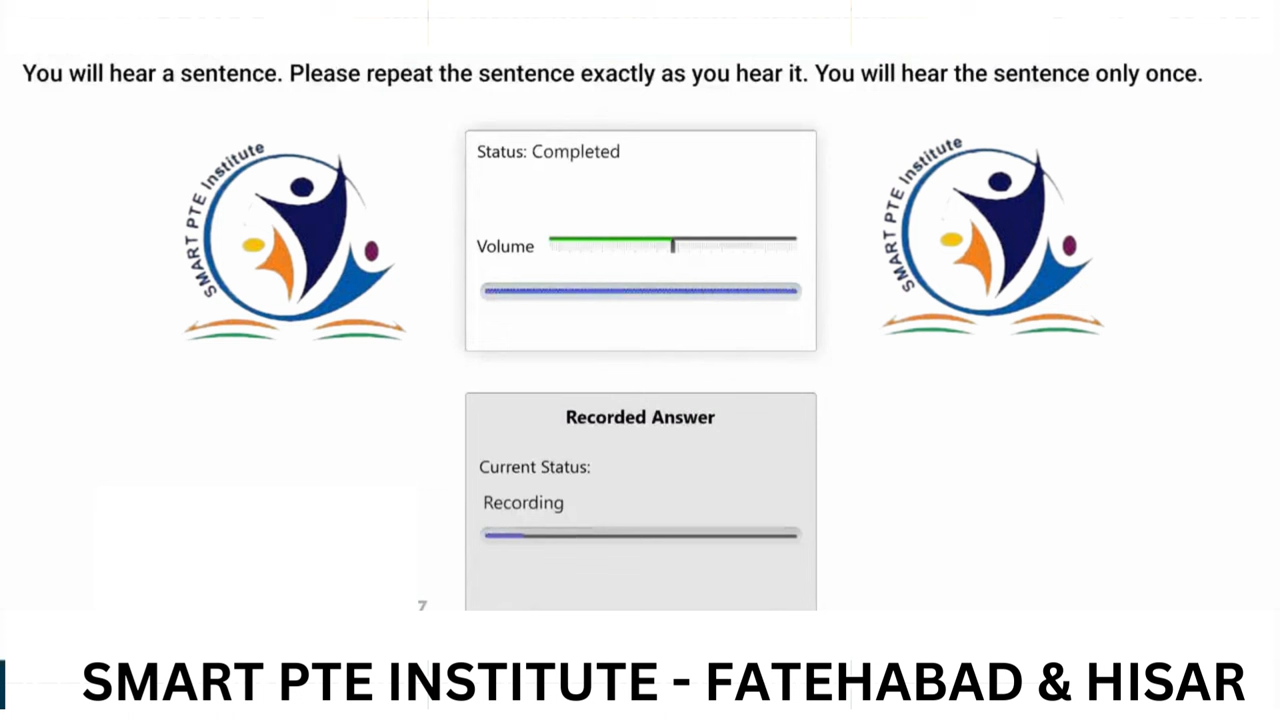 You will hear a sentence. Please repeat the sentence exactly as you hear it. You will hear the sentence only once.
SMART PTE Institute
Status: Completed
Volume
SMART PTE Institute
Recorded Answer
Current Status:
Recording
7
SMART PTE INSTITUTE - FATEHABAD & HISAR